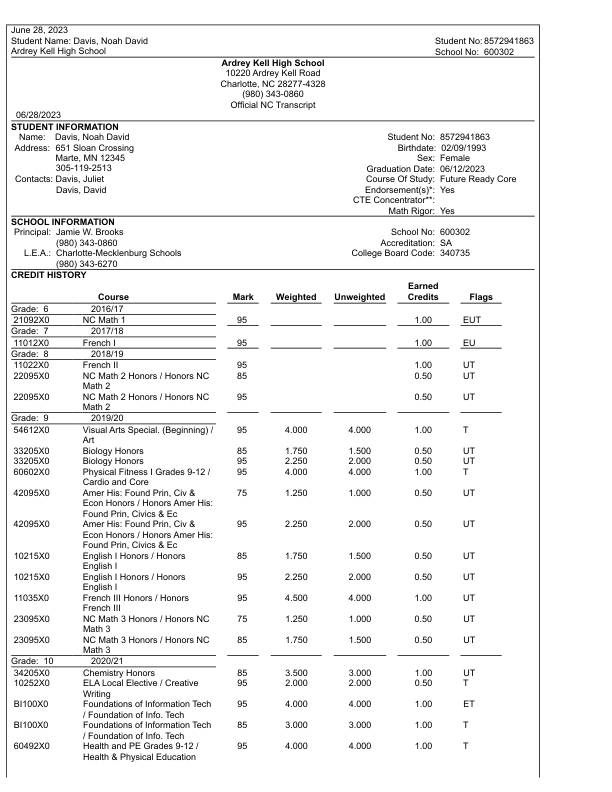 June 28, 2023
Student Name: Davis, Noah David Student No: 8572941863
Ardrey Kell High School School No: 600302
Ardrey Kell High School
10220 Ardrey Kell Road
Charlotte, NC 28277-4328
(980) 343-0860
Official NC Transcript
06/28/2023
STUDENT INFORMATION
Name: Davis, Noah David Student No: 8572941863
Address: 651 Sloan Crossing Birthdate: 02/09/1993
Marte, MN 12345 Sex: Female
305-119-2513 Graduation Date: 06/12/2023
Contacts: Davis, Juliet Course Of Study: Future Ready Core
Davis, David Endorsement(s)*: Yes
CTE Concentrator**:
Math Rigor: Yes
SCHOOL INFORMATION
Principal: Jamie W. Brooks School No: 600302
(980) 343-0860 Accreditation: SA
L.E.A.: Charlotte-Mecklenburg Schools College Board Code: 340735
(980) 343-6270
CREDIT HISTORY
Earned
Course Mark Weighted Unweighted Credits Flags
Grade: 6 2016/17
21092X0 NC Math 1 95 1.00 EUT
Grade: 7 2017/18
11012X0 French I 95 1.00 EU
Grade: 8 2018/19
11022X0 French II 95 1.00 UT
22095X0 NC Math 2 Honors / Honors NC 85 0.50 UT
Math 2
22095X0 NC Math 2 Honors / Honors NC 95 0.50 UT
Math 2
Grade: 9 2019/20
54612X0 Visual Arts Special. (Beginning) / 95 4.000 4.000 1.00 T
Art
33205X0 Biology Honors 85 1.750 1.500 0.50 UT
33205X0 Biology Honors 95 2.250 2.000 0.50 UT
60602X0 Physical Fitness I Grades 9-12 / 95 4.000 4.000 1.00 T
Cardio and Core
42095X0 Amer His: Found Prin, Civ & 75 1.250 1.000 0.50 UT
Econ Honors / Honors Amer His:
Found Prin, Civics & Ec
42095X0 Amer His: Found Prin, Civ & 95 2.250 2.000 0.50 UT
Econ Honors / Honors Amer His:
Found Prin, Civics & Ec
10215X0 English I Honors / Honors 85 1.750 1.500 0.50 UT
English I
10215X0 English I Honors / Honors 95 2.250 2.000 0.50 UT
English I
11035X0 French III Honors / Honors 95 4.500 4.000 1.00 UT
French III
23095X0 NC Math 3 Honors / Honors NC 75 1.250 1.000 0.50 UT
Math 3
23095X0 NC Math 3 Honors / Honors NC 85 1.750 1.500 0.50 UT
Math 3
Grade: 10 2020/21
34205X0 Chemistry Honors 85 3.500 3.000 1.00 UT
10252X0 ELA Local Elective / Creative 95 2.000 2.000 0.50 T
Writing
BI100X0 Foundations of Information Tech 95 4.000 4.000 1.00 ET
/ Foundation of Info. Tech
BI100X0 Foundations of Information Tech 85 3.000 3.000 1.00 T
/ Foundation of Info. Tech
60492X0 Health and PE Grades 9-12 / 95 4.000 4.000 1.00 T
Health & Physical Education